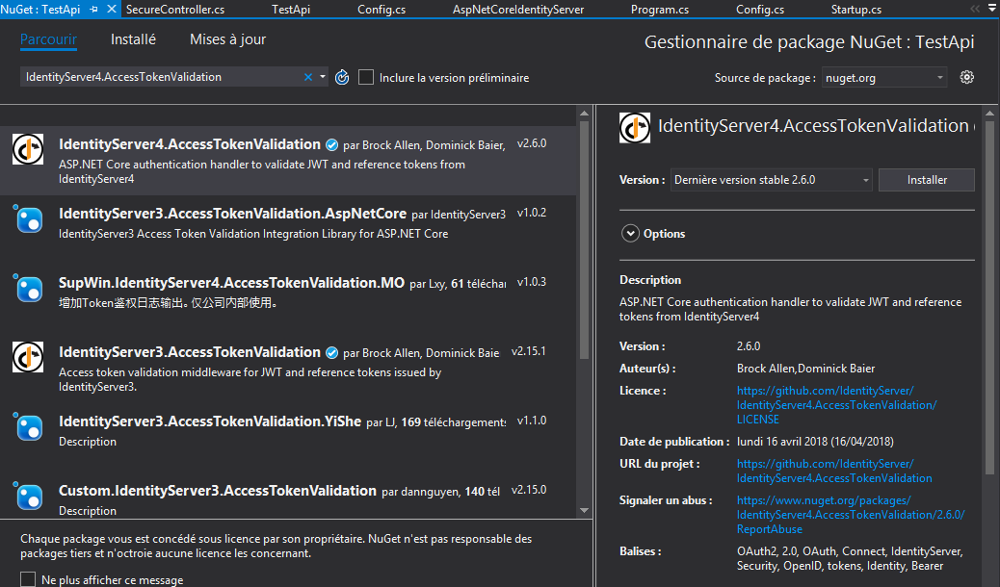 NuGet : TestApi SecureController.cs TestApi Config.cs AspNetCoreIdentityServer Program.cs Config.cs Startup.cs
Parcourir Installé Mises à jour
Gestionnaire de package NuGet : TestApi
IdentityServer4.AccessTokenValidation
Inclure la version préliminaire
Source de package : nuget.org
IdentityServer4.AccessTokenValidation par Brock Allen, Dominick Baier, v2.6.0
ASP.NET Core authentication handler to validate JWT and reference tokens from
IdentityServer4
IdentityServer3.AccessTokenValidation.AspNetCore par IdentityServer3 v1.0.2
IdentityServer3 Access Token Validation Integration Library for ASP.NET Core
SupWin.IdentityServer4.AccessTokenValidation.MO par Lxy, 61 téléchar v1.0.3
增加Token鉴权日志输出。仅公司内部使用。
IdentityServer3.AccessTokenValidation par Brock Allen, Dominick Baie v2.15.1
Access token validation middleware for JWT and reference tokens issued by
IdentityServer3.
IdentityServer3.AccessTokenValidation.YiShe par LJ, 169 téléchargements v1.1.0
Description
Custom.IdentityServer3.AccessTokenValidation par dannguyen, 140 tél v2.15.0
Description
Chaque package vous est concédé sous licence par son propriétaire. NuGet n'est pas responsable des
packages tiers et n'octroie aucune licence les concernant.
Ne plus afficher ce message
IdentityServer4.AccessTokenValidation
Version : Dernière version stable 2.6.0 Installer
Options
Description
ASP.NET Core authentication handler to validate JWT and reference
tokens from IdentityServer4
Version : 2.6.0
Auteur(s) : Brock Allen,Dominick Baier
Licence : https://github.com/IdentityServer/
IdentityServer4.AccessTokenValidation/
LICENSE
Date de publication : lundi 16 avril 2018 (16/04/2018)
URL du projet : https://github.com/IdentityServer/
IdentityServer4.AccessTokenValidation
Signaler un abus : https://www.nuget.org/packages/
IdentityServer4.AccessTokenValidation/2.6.0/
ReportAbuse
Balises : OAuth2, 2.0, OAuth, Connect, IdentityServer,
Security, OpenID, tokens, Identity, Bearer